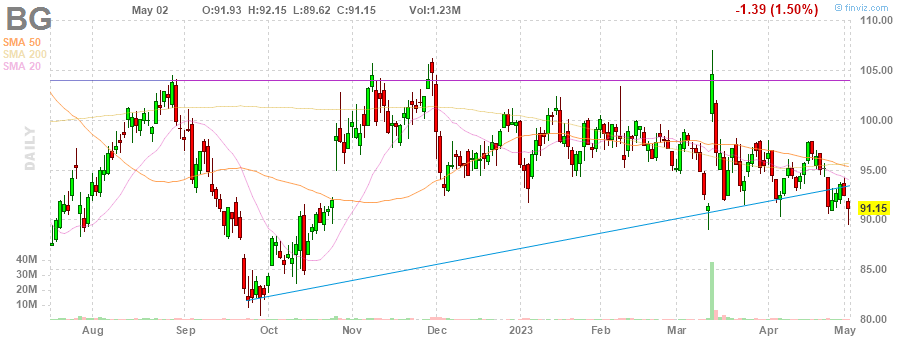 BG May 02 O:91.93 H:92.15 L:89.62 C:91.15 Vol:1.23M -1.39 (1.50%) © finviz.com
SMA 50
SMA 200
SMA 20
DAILY
110.00
105.00
100.00
95.00
91.15
90.00
85.00
80.00
40M
30M
20M
10M
Aug Sep Oct Nov Dec 2023 Feb Mar Apr May